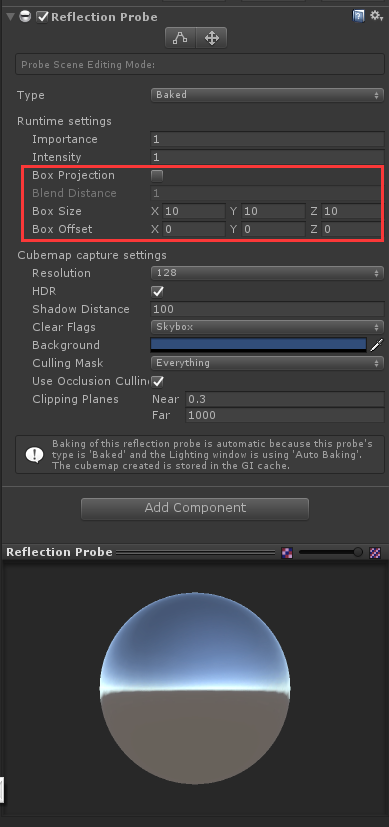 Reflection Probe
Probe Scene Editing Mode:
Type Baked
Runtime settings
Importance 1
Intensity 1
Box Projection
Blend Distance 1
Box Size X 10 Y 10 Z 10
Box Offset X 0 Y 0 Z 0
Cubemap capture settings
Resolution 128
HDR
Shadow Distance 100
Clear Flags Skybox
Background
Culling Mask Everything
Use Occlusion Cullin
Clipping Planes Near 0.3
Far 1000
Baking of this reflection probe is automatic because this probe's
type is 'Baked' and the Lighting window is using 'Auto Baking'.
The cubemap created is stored in the GI cache.
Add Component
Reflection Probe